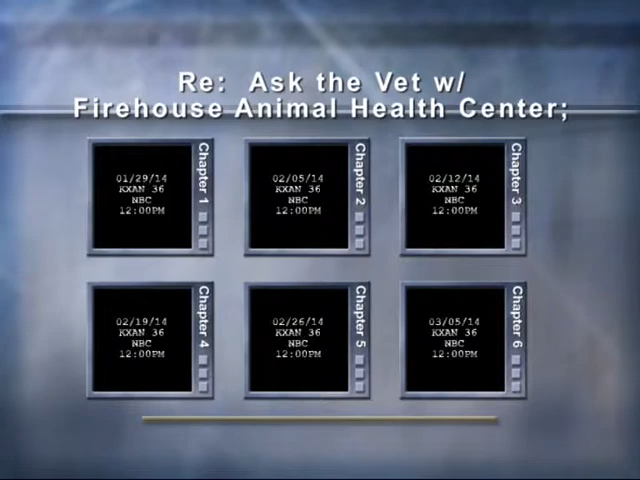 Re:  Ask the Vet w/
Firehouse Animal Health Center;
01/29/14
KXAN 36
NBC
12:00PM
Chapter 1
02/05/14
KXAN 36
NBC
12:00PM
Chapter 2
02/12/14
KXAN 36
NBC
12:00PM
Chapter 3
02/19/14
KXAN 36
NBC
12:00PM
Chapter 4
02/26/14
KXAN 36
NBC
12:00PM
Chapter 5
03/05/14
KXAN 36
NBC
12:00PM
Chapter 6